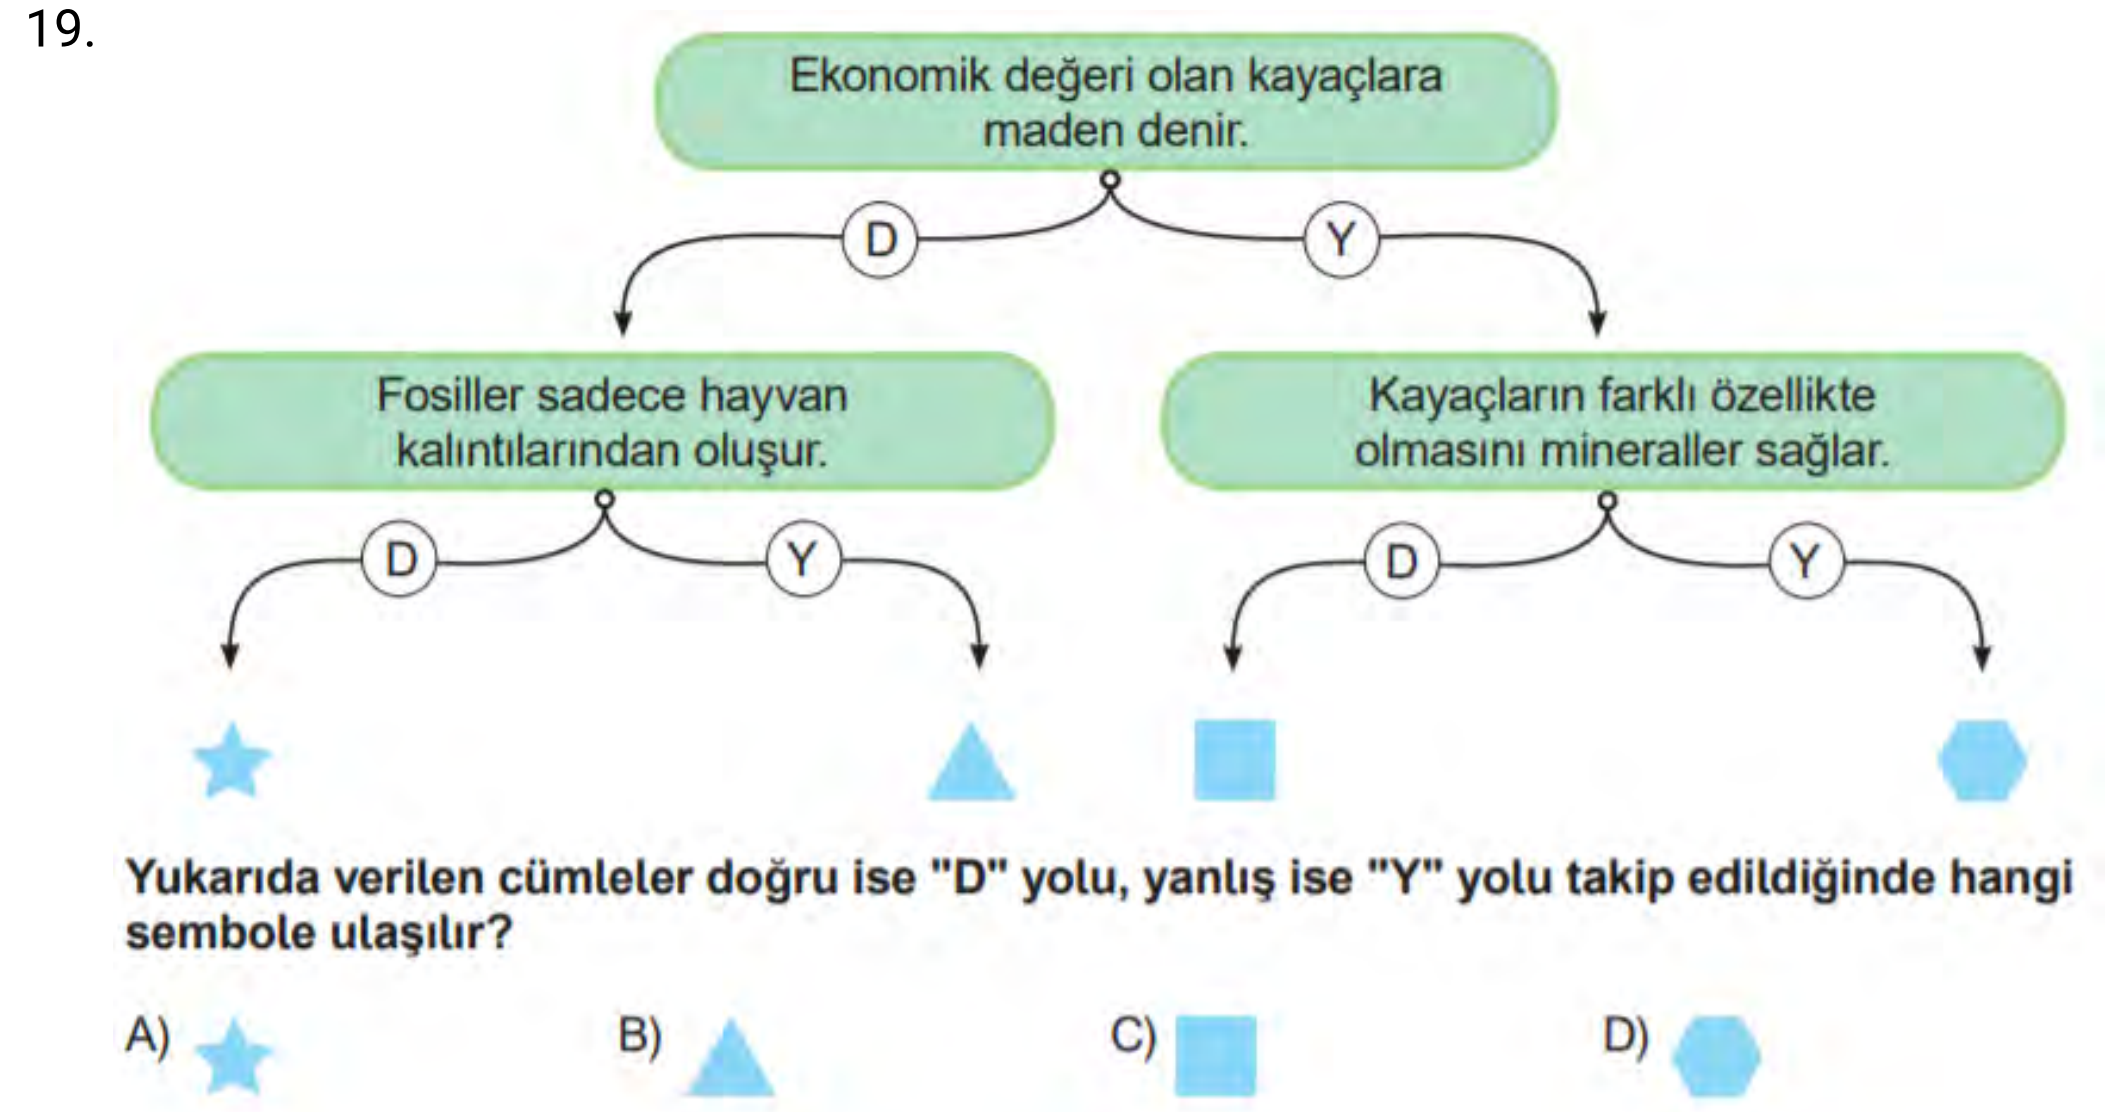 19.
Ekonomik değeri olan kayaçlara
maden denir.
D
Y
Fosiller sadece hayvan
kalıntılarından oluşur.
Kayaçların farklı özellikte
olmasını mineraller sağlar.
D
Y
D
Y
Yukarıda verilen cümleler doğru ise "D" yolu, yanlış ise "Y" yolu takip edildiğinde hangi
sembole ulaşılır?
A)
B)
C)
D)